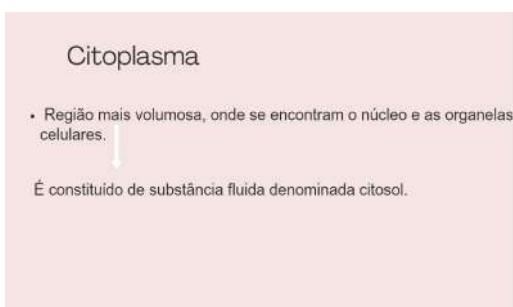 Citoplasma
• Região mais volumosa, onde se encontram o núcleo e as organelas
celulares.
É constituído de substância fluida denominada citosol.